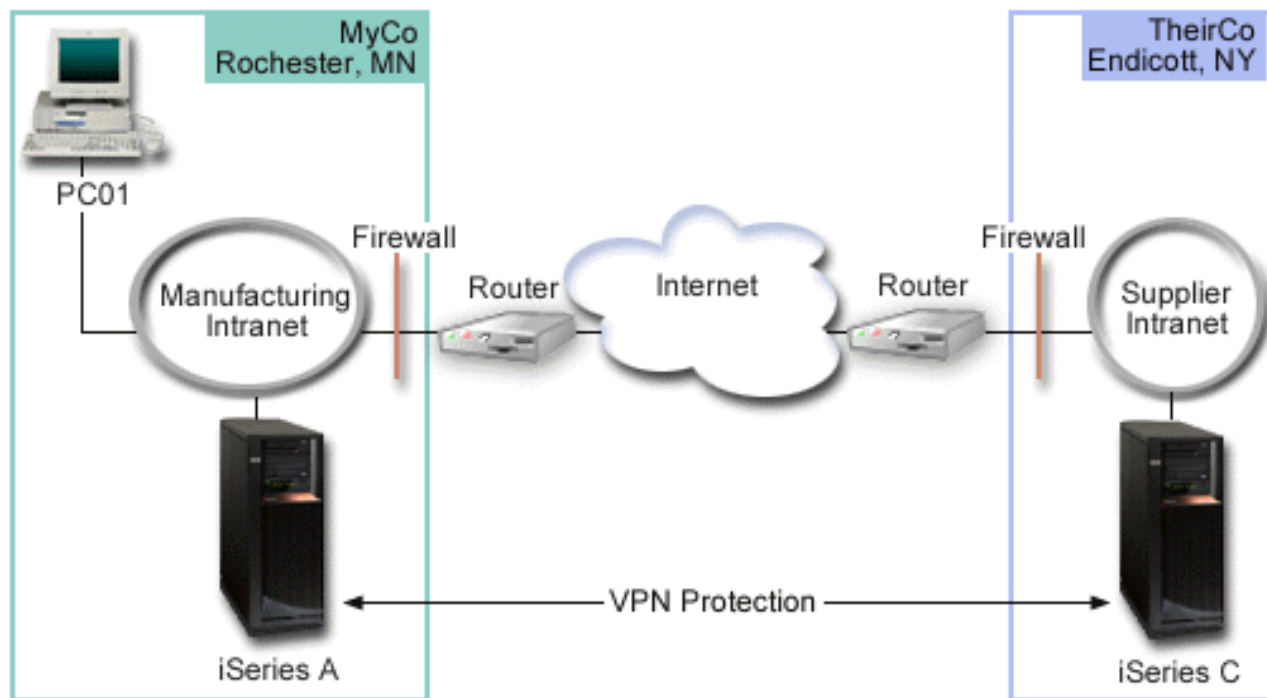 MyCo
Rochester, MN
TheirCo
Endicott, NY
PC01
Firewall
Firewall
Router
Internet
Router
Manufacturing
Intranet
Supplier
Intranet
VPN Protection
iSeries A
iSeries C